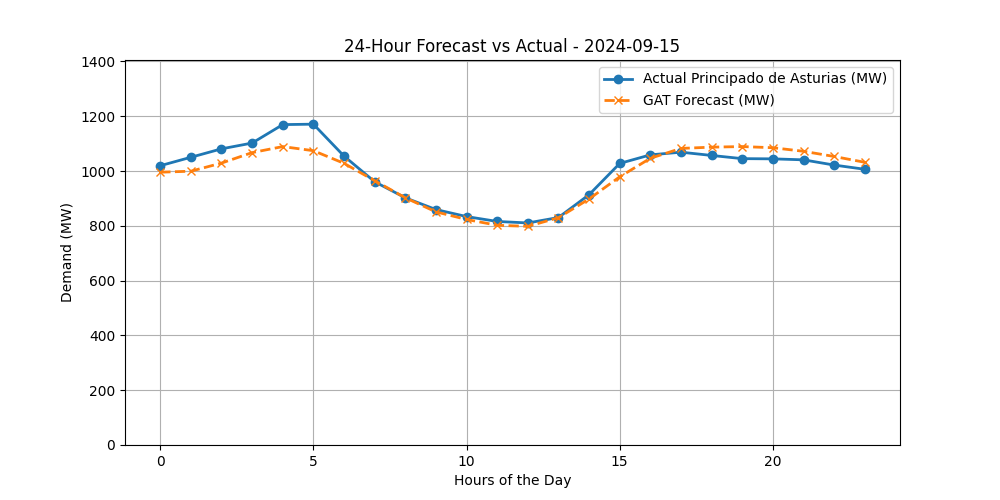 24-Hour Forecast vs Actual - 2024-09-15
Actual Principado de Asturias (MW)
GAT Forecast (MW)
Demand (MW)
1400
1200
1000
800
600
400
200
0
0 5 10 15 20
Hours of the Day